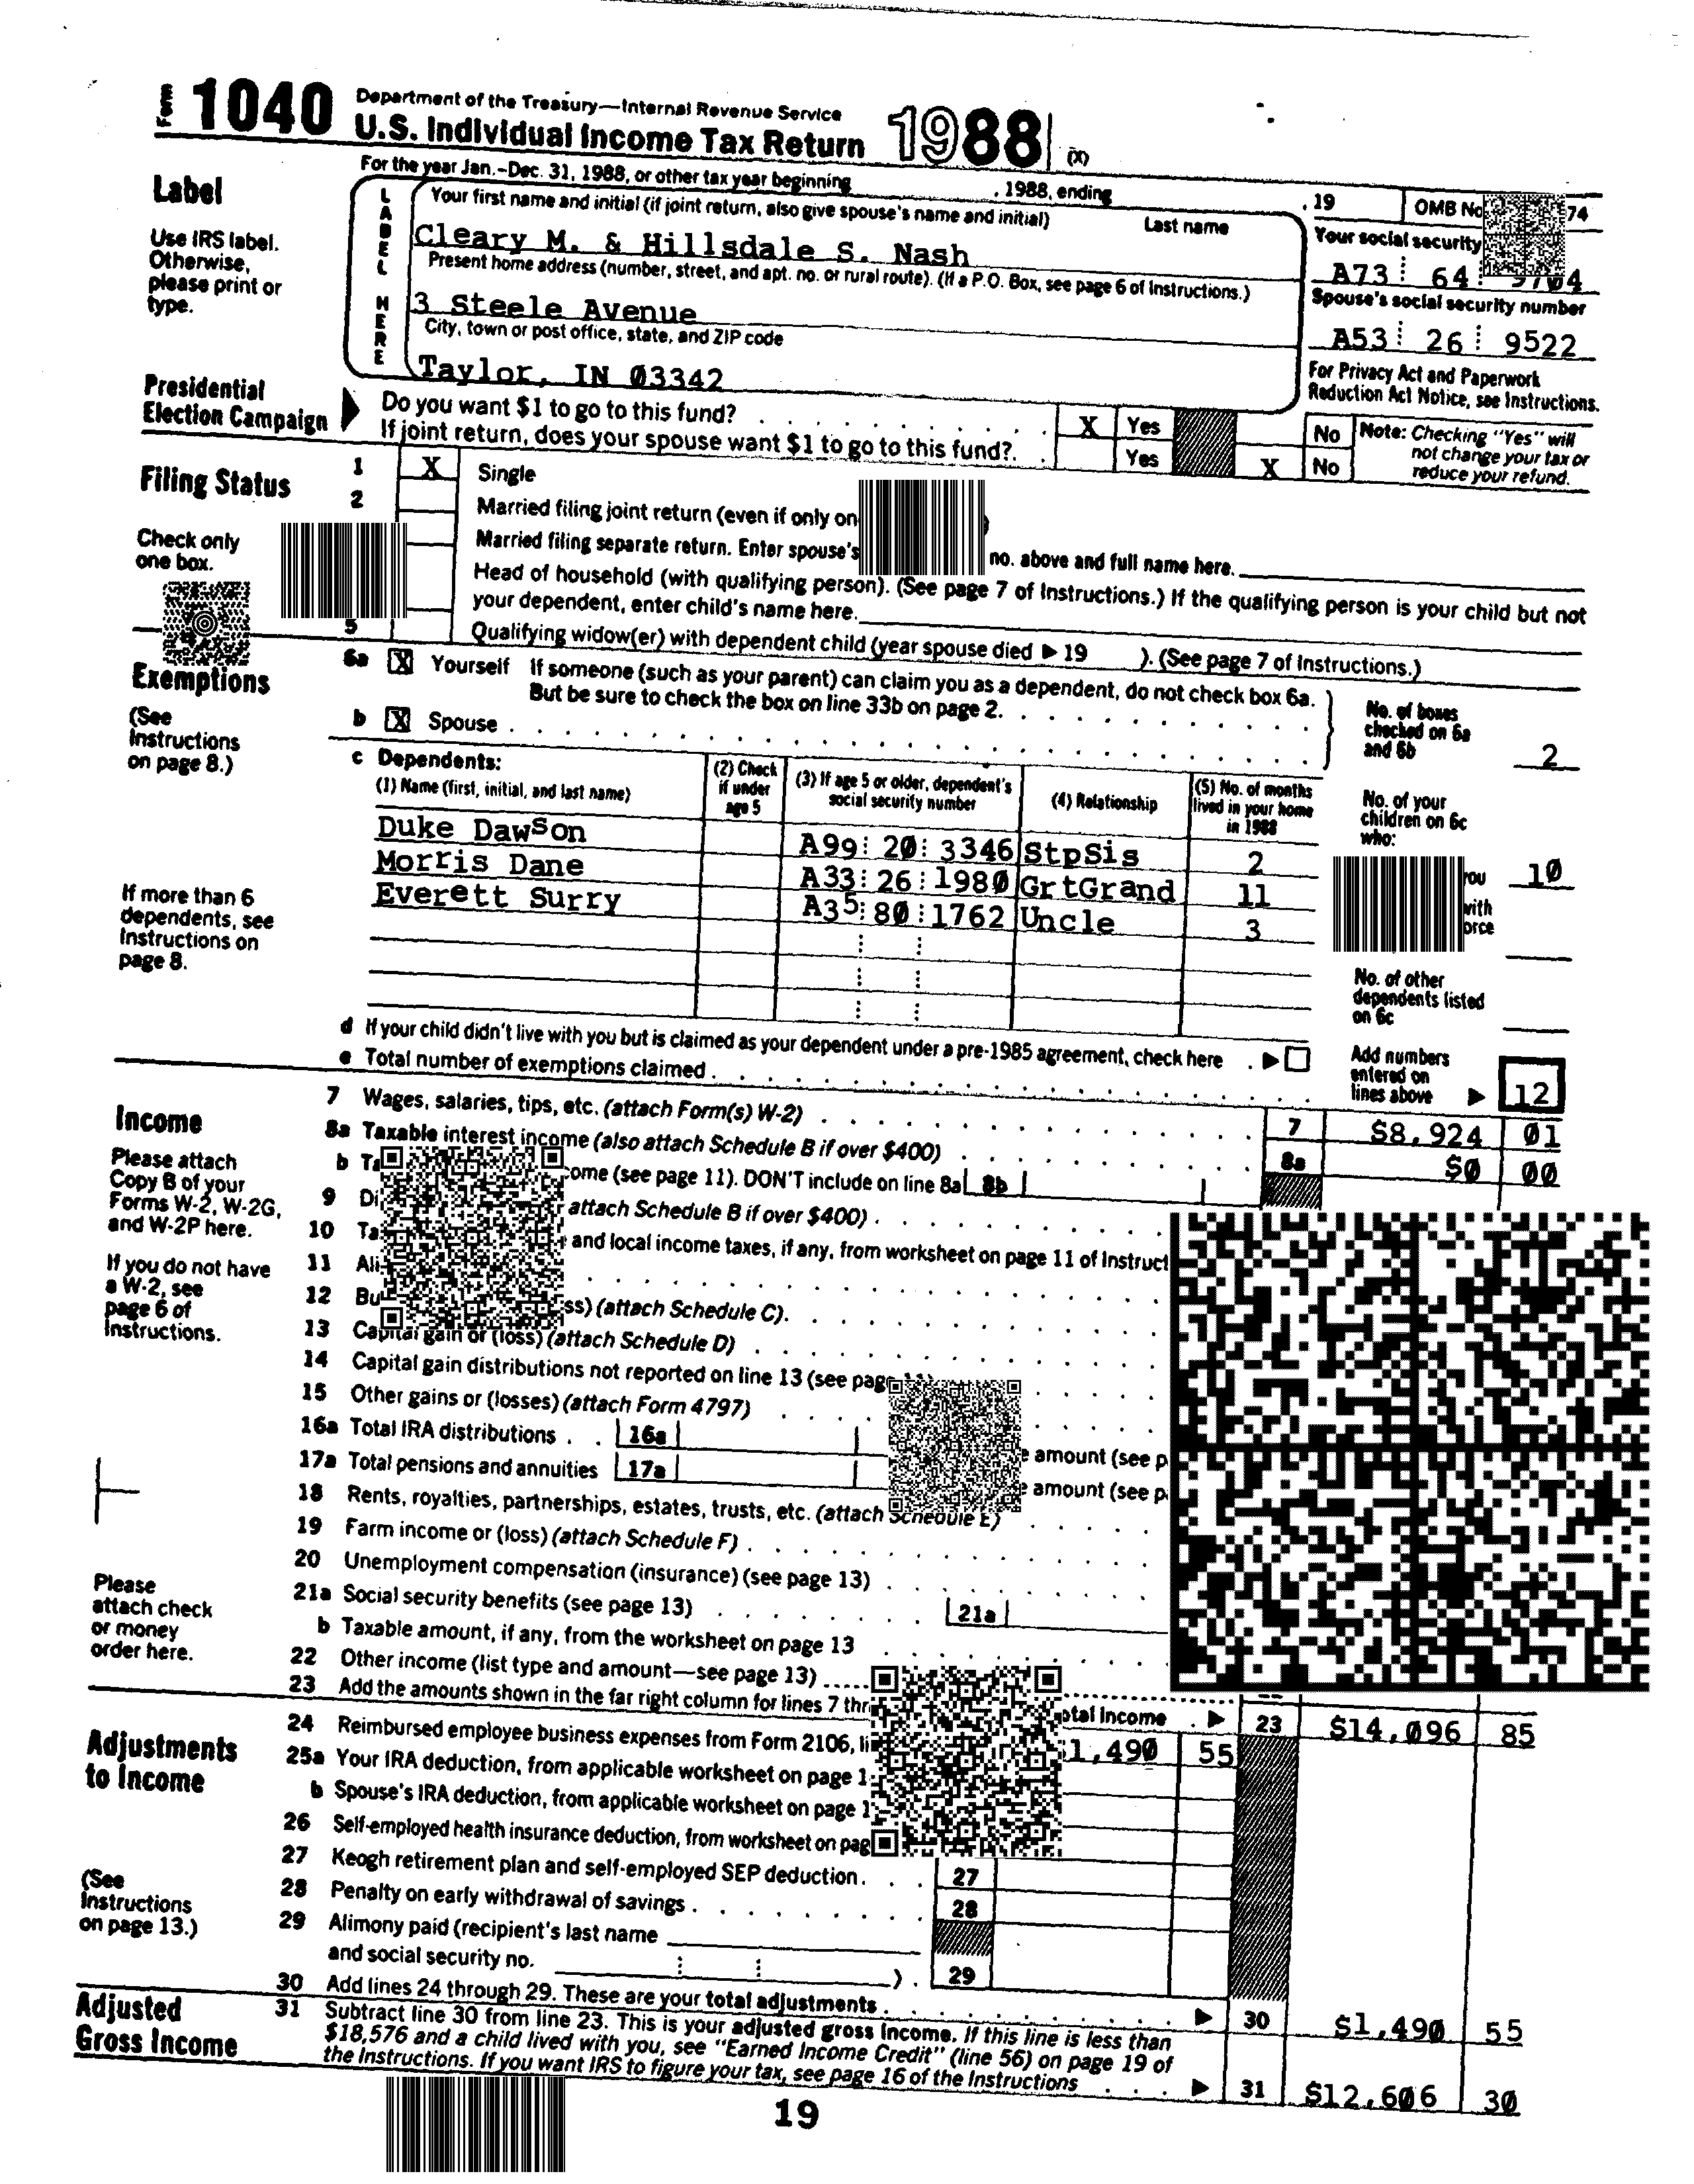 Form 1040 Department of the Treasury—Internal Revenue Service
U.S. Individual Income Tax Return 1988 (X)
For the year Jan.-Dec. 31, 1988, or other tax year beginning , 1988, ending , 19 OMB No 74
Label
Use IRS label. Otherwise, please print or type.
LABEL HERE
Your first name and initial (if joint return, also give spouse's name and initial) Last name
Cleary M. & Hillsdale S. Nash
Your social security
A73 64
Present home address (number, street, and apt. no. or rural route). (If a P.O. Box, see page 6 of Instructions.)
3 Steele Avenue
Spouse's social security number
A53 26 9522
City, town or post office, state, and ZIP code
Taylor, IN 03342
For Privacy Act and Paperwork
Reduction Act Notice, see Instructions.
Presidential
Election Campaign
Do you want $1 to go to this fund? X Yes No
If joint return, does your spouse want $1 to go to this fund?. Yes X No
Note: Checking "Yes" will
not change your tax or
reduce your refund.
Filing Status
Check only
one box.
1 X Single
2 Married filing joint return (even if only on
Married filing separate return. Enter spouse's no. above and full name here.
Head of household (with qualifying person). (See page 7 of Instructions.) If the qualifying person is your child but not
your dependent, enter child's name here.
5 Qualifying widow(er) with dependent child (year spouse died ▶ 19 ). (See page 7 of Instructions.)
Exemptions
(See
Instructions
on page 8.)
6a X Yourself If someone (such as your parent) can claim you as a dependent, do not check box 6a.
But be sure to check the box on line 33b on page 2.
b X Spouse
No. of boxes
checked on 6a
and 6b 2
c Dependents:
(1) Name (first, initial, and last name) (2) Check if under age 5 (3) If age 5 or older, dependent's social security number (4) Relationship (5) No. of months lived in your home in 1988
Duke Dawson A99 20 3346 StpSis 2
Morris Dane A33 26 1980 GrtGrand 11
Everett Surry A35 80 1762 Uncle 3
No. of your
children on 6c
who:
10
If more than 6
dependents, see
Instructions on
page 8.
No. of other
dependents listed
on 6c
d If your child didn't live with you but is claimed as your dependent under a pre-1985 agreement, check here . ▶
e Total number of exemptions claimed
Add numbers
entered on
lines above ▶ 12
Income
Please attach
Copy B of your
Forms W-2, W-2G,
and W-2P here.
If you do not have
a W-2, see
page 6 of
Instructions.
7 Wages, salaries, tips, etc. (attach Form(s) W-2) 7 $8,924 01
8a Taxable interest income (also attach Schedule B if over $400) 8a $0 00
b come (see page 11). DON'T include on line 8a 8b
9 attach Schedule B if over $400)
10 and local income taxes, if any, from worksheet on page 11 of Instruct
11
12 ss) (attach Schedule C).
13 Capital gain or (loss) (attach Schedule D)
14 Capital gain distributions not reported on line 13 (see page
15 Other gains or (losses) (attach Form 4797)
16a Total IRA distributions 16a amount (see p
17a Total pensions and annuities 17a amount (see pa
18 Rents, royalties, partnerships, estates, trusts, etc. (attach Schedule E)
19 Farm income or (loss) (attach Schedule F)
20 Unemployment compensation (insurance) (see page 13)
21a Social security benefits (see page 13) 21a
b Taxable amount, if any, from the worksheet on page 13
22 Other income (list type and amount—see page 13)
23 Add the amounts shown in the far right column for lines 7 thr otal income ▶ 23 $14,096 85
Please
attach check
or money
order here.
Adjustments
to Income
(See
Instructions
on page 13.)
24 Reimbursed employee business expenses from Form 2106, li 1,490 55
25a Your IRA deduction, from applicable worksheet on page 1
b Spouse's IRA deduction, from applicable worksheet on page 1
26 Self-employed health insurance deduction, from worksheet on pag
27 Keogh retirement plan and self-employed SEP deduction. 27
28 Penalty on early withdrawal of savings 28
29 Alimony paid (recipient's last name
and social security no. ). 29
30 Add lines 24 through 29. These are your total adjustments ▶ 30 $1,490 55
Adjusted
Gross Income
31 Subtract line 30 from line 23. This is your adjusted gross income. If this line is less than
$18,576 and a child lived with you, see "Earned Income Credit" (line 56) on page 19 of
the Instructions. If you want IRS to figure your tax, see page 16 of the Instructions ▶ 31 $12,606 30
19